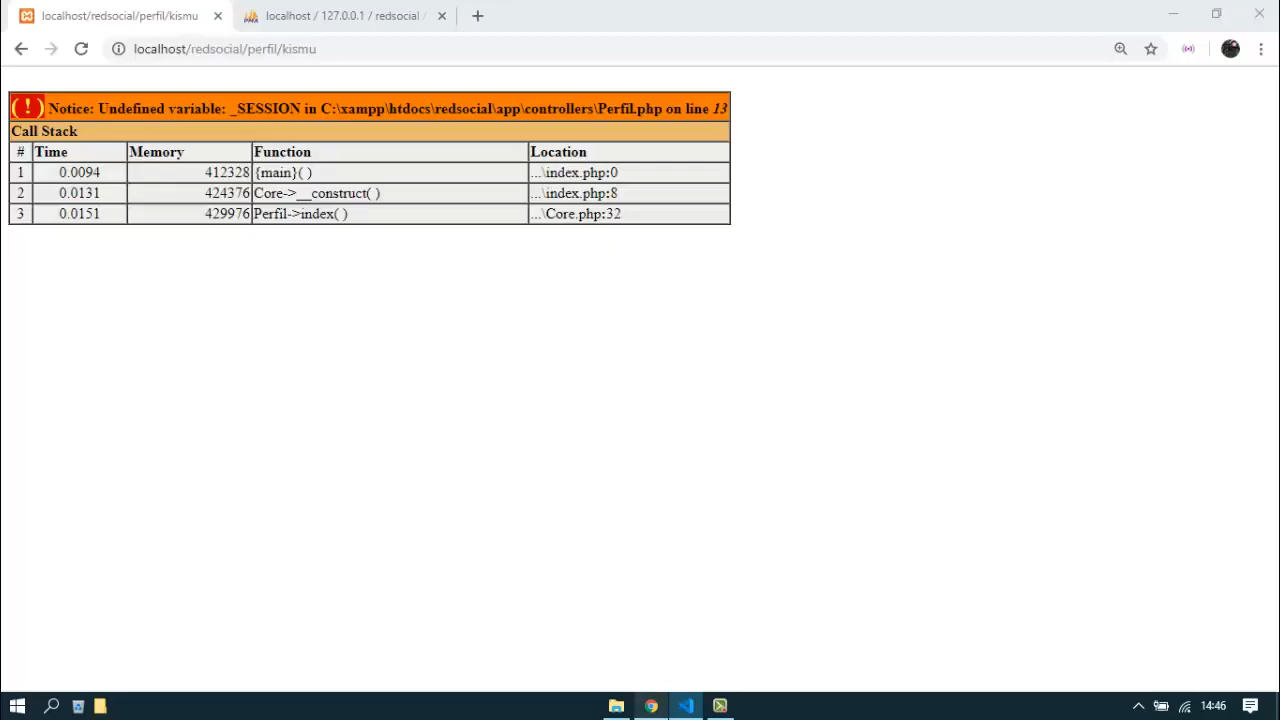 localhost/redsocial/perfil/kismu
localhost / 127.0.0.1 / redsocial /
localhost/redsocial/perfil/kismu
( ! ) Notice: Undefined variable: _SESSION in C:\xampp\htdocs\redsocial\app\controllers\Perfil.php on line 13
Call Stack
# Time Memory Function Location
1 0.0094 412328 {main}( ) ...\index.php:0
2 0.0131 424376 Core->__construct( ) ...\index.php:8
3 0.0151 429976 Perfil->index( ) ...\Core.php:32
14:46